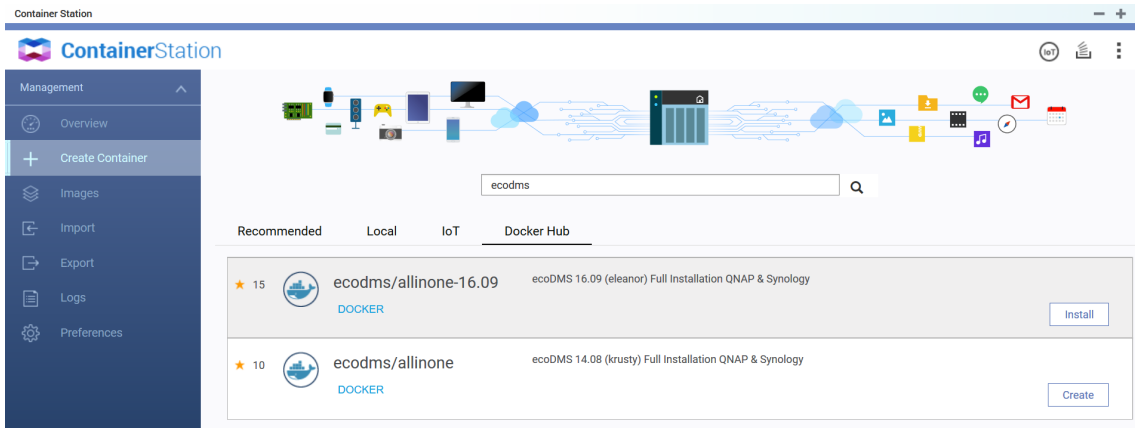 Container Station
ContainerStation
IoT
Management
Overview
Create Container
Images
Import
Export
Logs
Preferences
ecodms
Recommended Local IoT Docker Hub
15 ecodms/allinone-16.09 ecoDMS 16.09 (eleanor) Full Installation QNAP & Synology
DOCKER
Install
10 ecodms/allinone ecoDMS 14.08 (krusty) Full Installation QNAP & Synology
DOCKER
Create